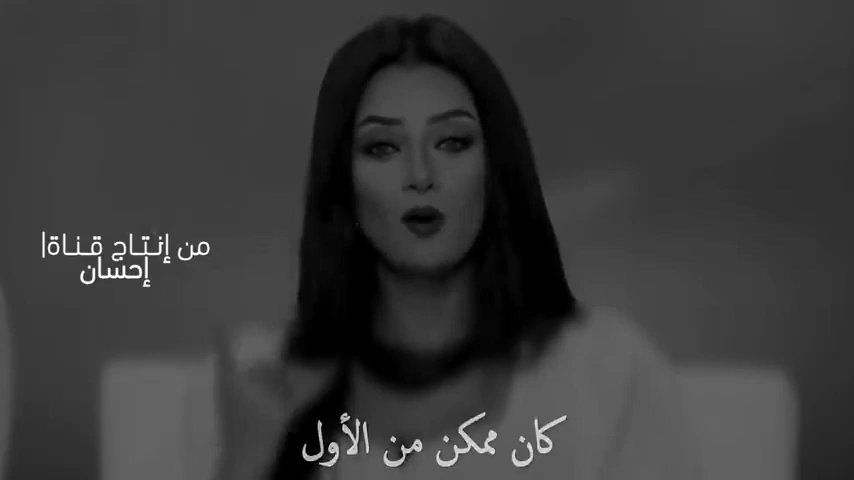 من إنتاج قناة|
إحسان
كان ممكن من الأول